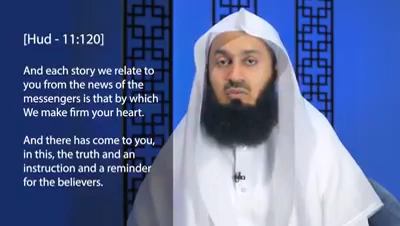 [Hud - 11:120]
And each story we relate to
you from the news of the
messengers is that by which
We make firm your heart.
And there has come to you,
in this, the truth and an
instruction and a reminder
for the believers.